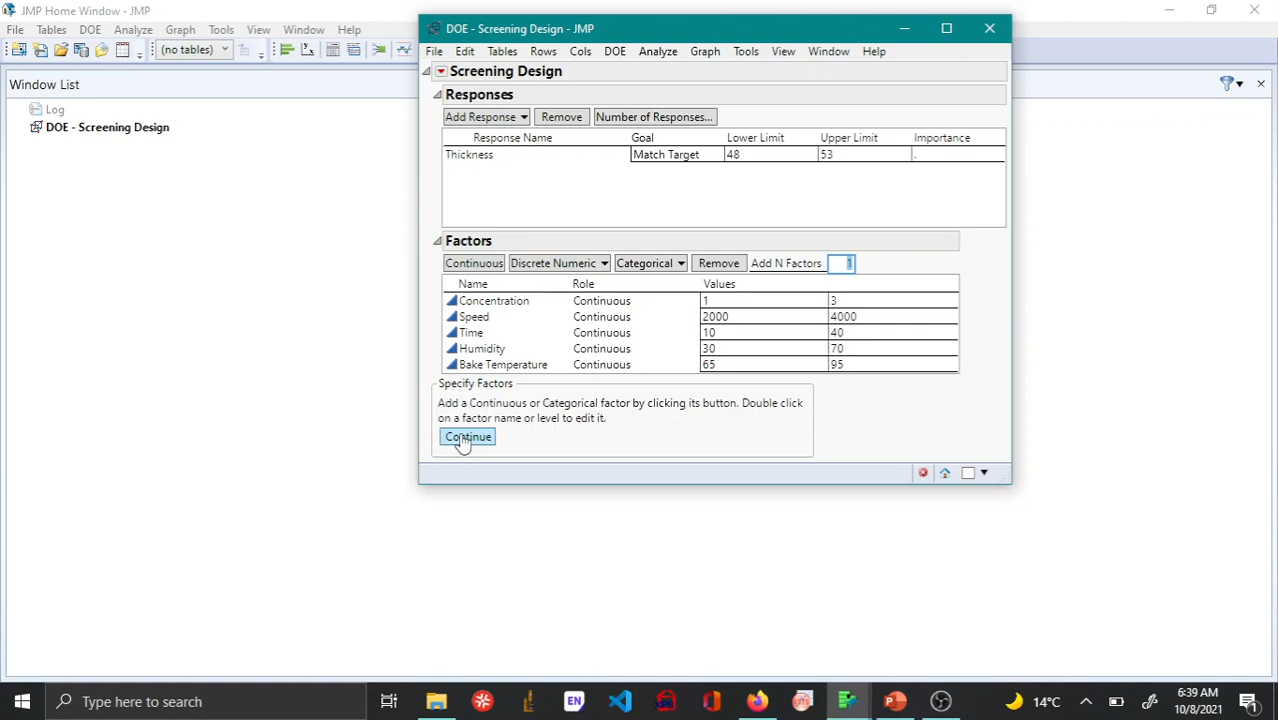 JMP Home Window - JMP
File Tables DOE Analyze Graph Tools View Window Help
(no tables)
Window List
Log
DOE - Screening Design
DOE - Screening Design - JMP
File Edit Tables Rows Cols DOE Analyze Graph Tools View Window Help
Screening Design
Responses
Add Response Remove Number of Responses...
Response Name Goal Lower Limit Upper Limit Importance
Thickness Match Target 48 53 .
Factors
Continuous Discrete Numeric Categorical Remove Add N Factors 1
Name Role Values
Concentration Continuous 1 3
Speed Continuous 2000 4000
Time Continuous 10 40
Humidity Continuous 30 70
Bake Temperature Continuous 65 95
Specify Factors
Add a Continuous or Categorical factor by clicking its button. Double click
on a factor name or level to edit it.
Continue
Type here to search
EN
14°C
6:39 AM
10/8/2021
1